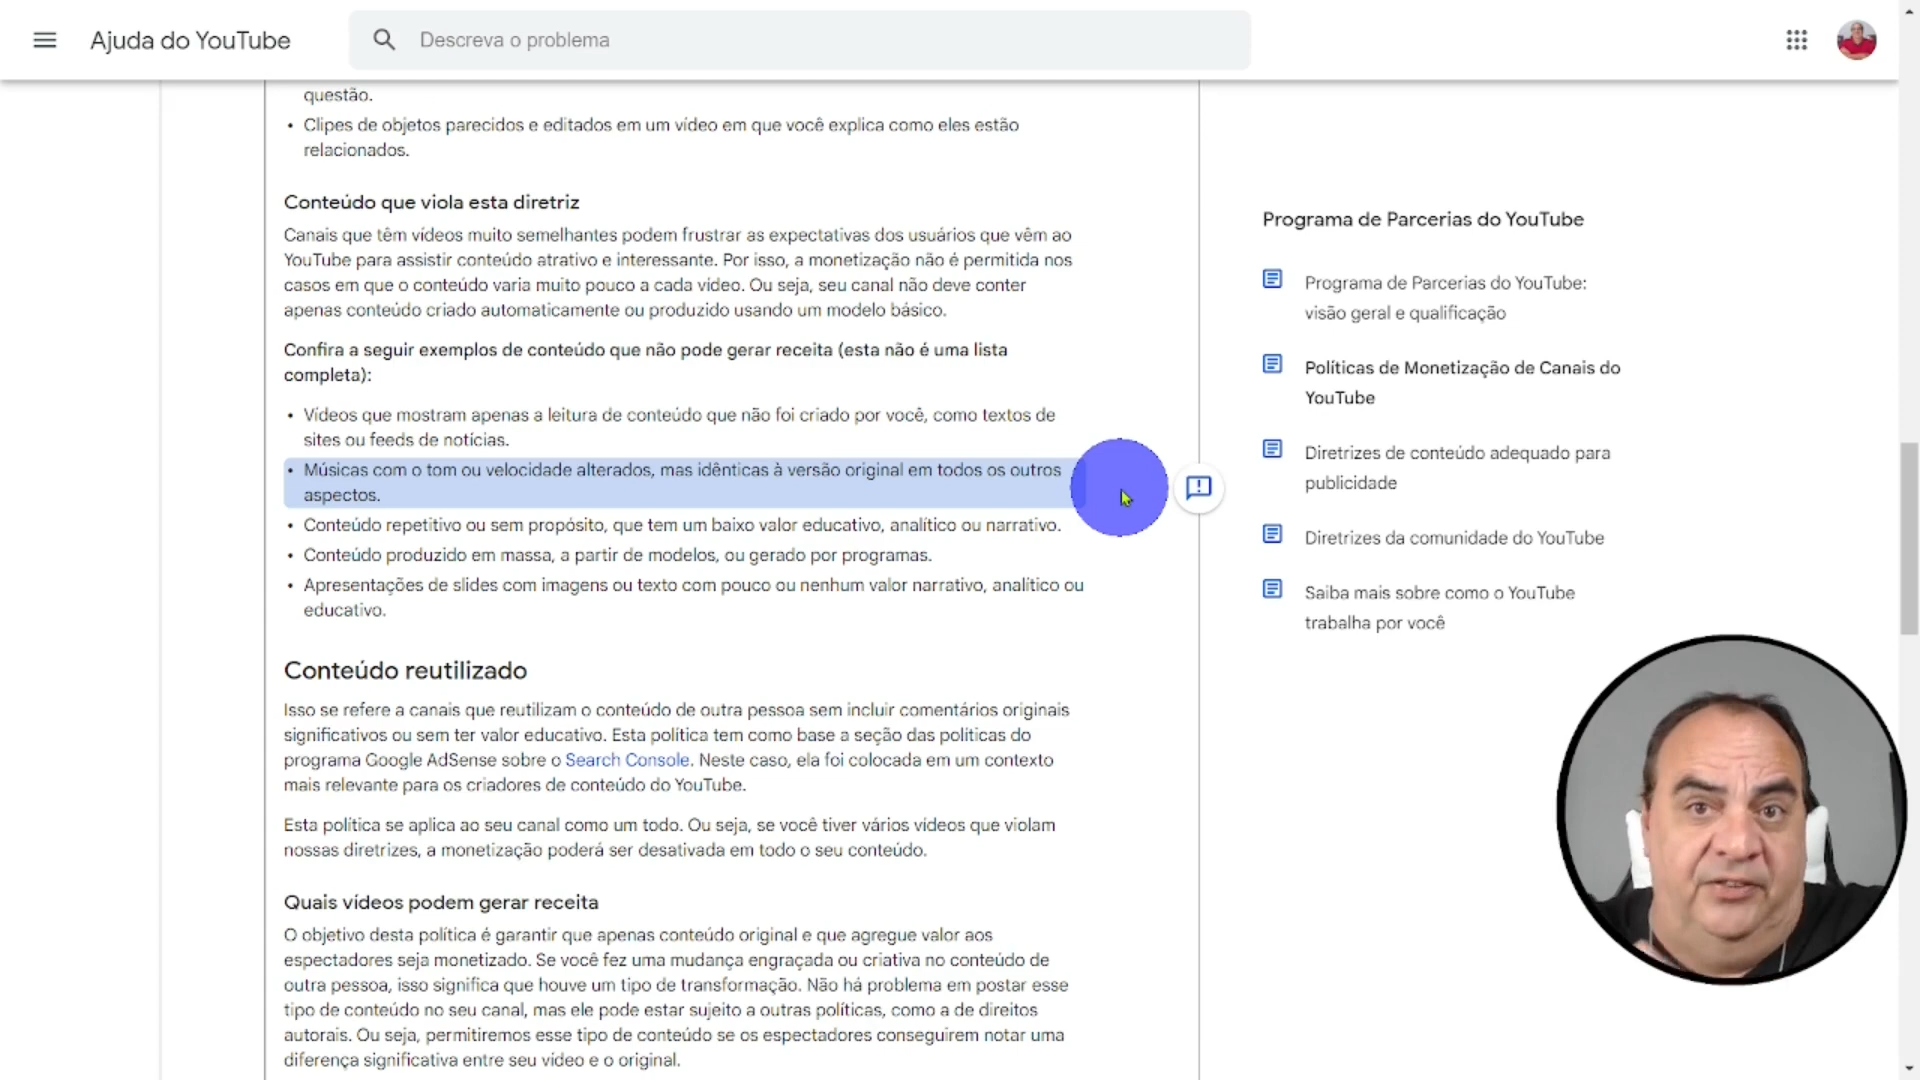 Ajuda do YouTube
Descreva o problema
questão.
• Clipes de objetos parecidos e editados em um vídeo em que você explica como eles estão
relacionados.
Conteúdo que viola esta diretriz
Canais que têm vídeos muito semelhantes podem frustrar as expectativas dos usuários que vêm ao
YouTube para assistir conteúdo atrativo e interessante. Por isso, a monetização não é permitida nos
casos em que o conteúdo varia muito pouco a cada vídeo. Ou seja, seu canal não deve conter
apenas conteúdo criado automaticamente ou produzido usando um modelo básico.
Confira a seguir exemplos de conteúdo que não pode gerar receita (esta não é uma lista
completa):
• Vídeos que mostram apenas a leitura de conteúdo que não foi criado por você, como textos de
sites ou feeds de notícias.
• Músicas com o tom ou velocidade alterados, mas idênticas à versão original em todos os outros
aspectos.
• Conteúdo repetitivo ou sem propósito, que tem um baixo valor educativo, analítico ou narrativo.
• Conteúdo produzido em massa, a partir de modelos, ou gerado por programas.
• Apresentações de slides com imagens ou texto com pouco ou nenhum valor narrativo, analítico ou
educativo.
Conteúdo reutilizado
Isso se refere a canais que reutilizam o conteúdo de outra pessoa sem incluir comentários originais
significativos ou sem ter valor educativo. Esta política tem como base a seção das políticas do
programa Google AdSense sobre o Search Console. Neste caso, ela foi colocada em um contexto
mais relevante para os criadores de conteúdo do YouTube.
Esta política se aplica ao seu canal como um todo. Ou seja, se você tiver vários vídeos que violam
nossas diretrizes, a monetização poderá ser desativada em todo o seu conteúdo.
Quais vídeos podem gerar receita
O objetivo desta política é garantir que apenas conteúdo original e que agregue valor aos
espectadores seja monetizado. Se você fez uma mudança engraçada ou criativa no conteúdo de
outra pessoa, isso significa que houve um tipo de transformação. Não há problema em postar esse
tipo de conteúdo no seu canal, mas ele pode estar sujeito a outras políticas, como a de direitos
autorais. Ou seja, permitiremos esse tipo de conteúdo se os espectadores conseguirem notar uma
diferença significativa entre seu vídeo e o original.
Programa de Parcerias do YouTube
Programa de Parcerias do YouTube:
visão geral e qualificação
Políticas de Monetização de Canais do
YouTube
Diretrizes de conteúdo adequado para
publicidade
Diretrizes da comunidade do YouTube
Saiba mais sobre como o YouTube
trabalha por você